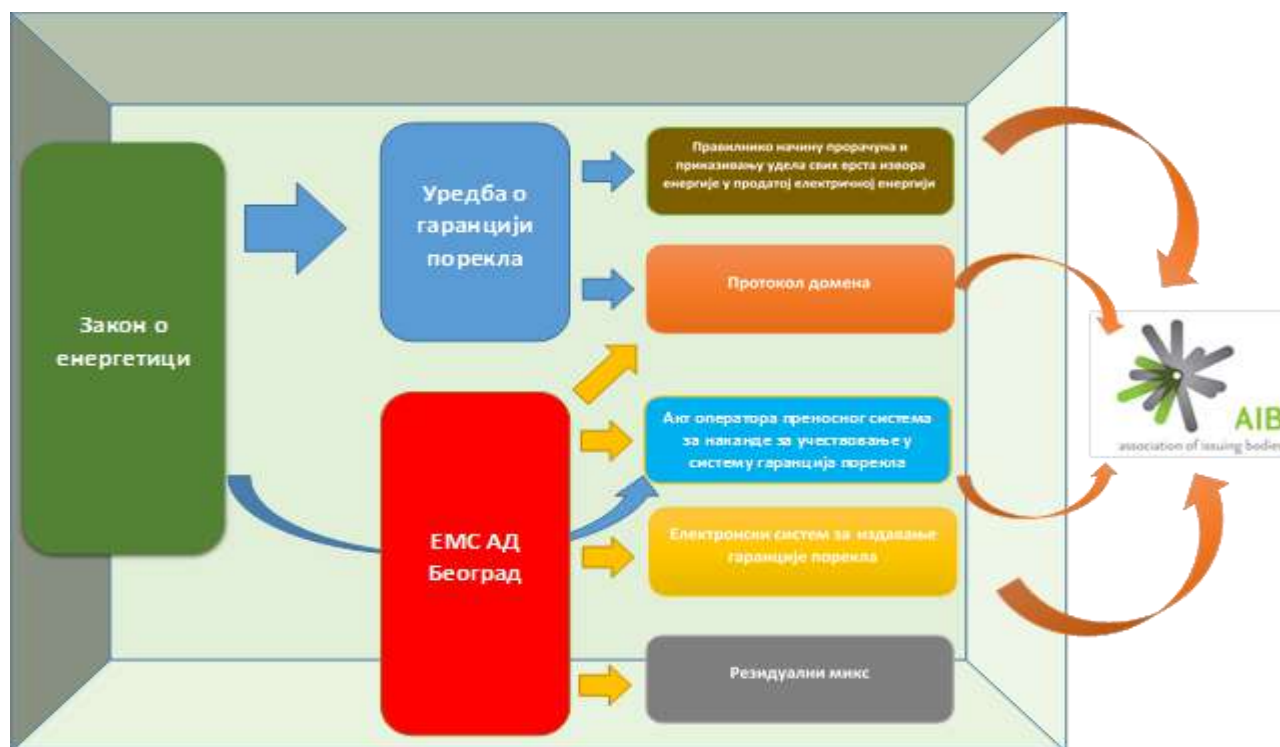 Закон о
енергетици
Уредба о
гаранцији
порекла
ЕМС АД
Београд
Правилнико начину прорачуна и
приказивању удела свих врста извора
енергије у продатој електричној енергији
Протокол домена
Акт оператора преносног система
за накнаде за учествовање у
систему гаранција порекла
Електронски систем за издавање
гаранције порекла
Резидуални микс
AIB
association of issuing bodies